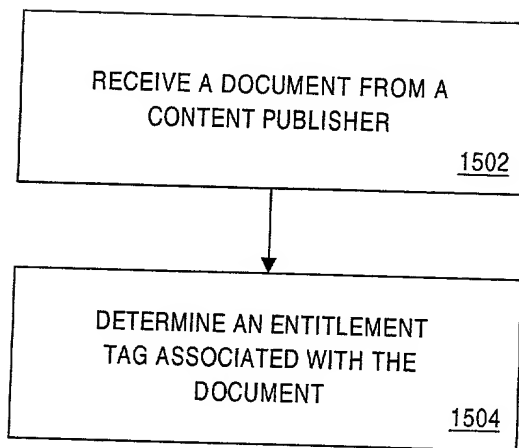 RECEIVE A DOCUMENT FROM A
CONTENT PUBLISHER
1502
DETERMINE AN ENTITLEMENT
TAG ASSOCIATED WITH THE
DOCUMENT
1504